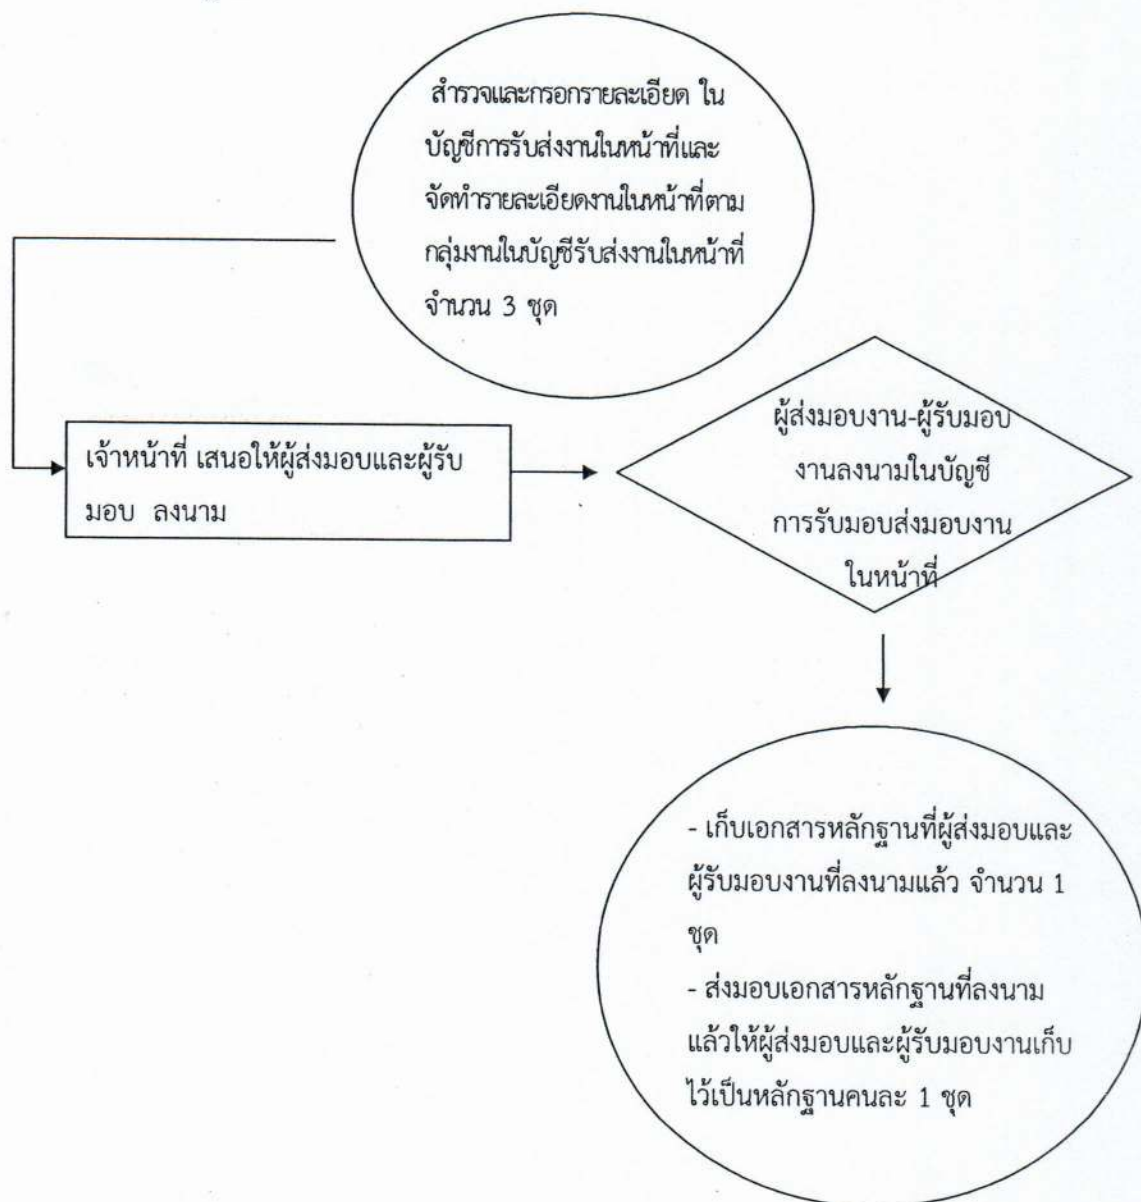 สำรวจและกรอกรายละเอียด ใน
บัญชีการรับส่งงานในหน้าที่และ
จัดทำรายละเอียดงานในหน้าที่ตาม
กลุ่มงานในบัญชีรับส่งงานในหน้าที่
จำนวน 3 ชุด
เจ้าหน้าที่ เสนอให้ผู้ส่งมอบและผู้รับ
มอบ ลงนาม
ผู้ส่งมอบงาน-ผู้รับมอบ
งานลงนามในบัญชี
การรับมอบส่งมอบงาน
ในหน้าที่
- เก็บเอกสารหลักฐานที่ผู้ส่งมอบและ
ผู้รับมอบงานที่ลงนามแล้ว จำนวน 1
ชุด
- ส่งมอบเอกสารหลักฐานที่ลงนาม
แล้วให้ผู้ส่งมอบและผู้รับมอบงานเก็บ
ไว้เป็นหลักฐานคนละ 1 ชุด